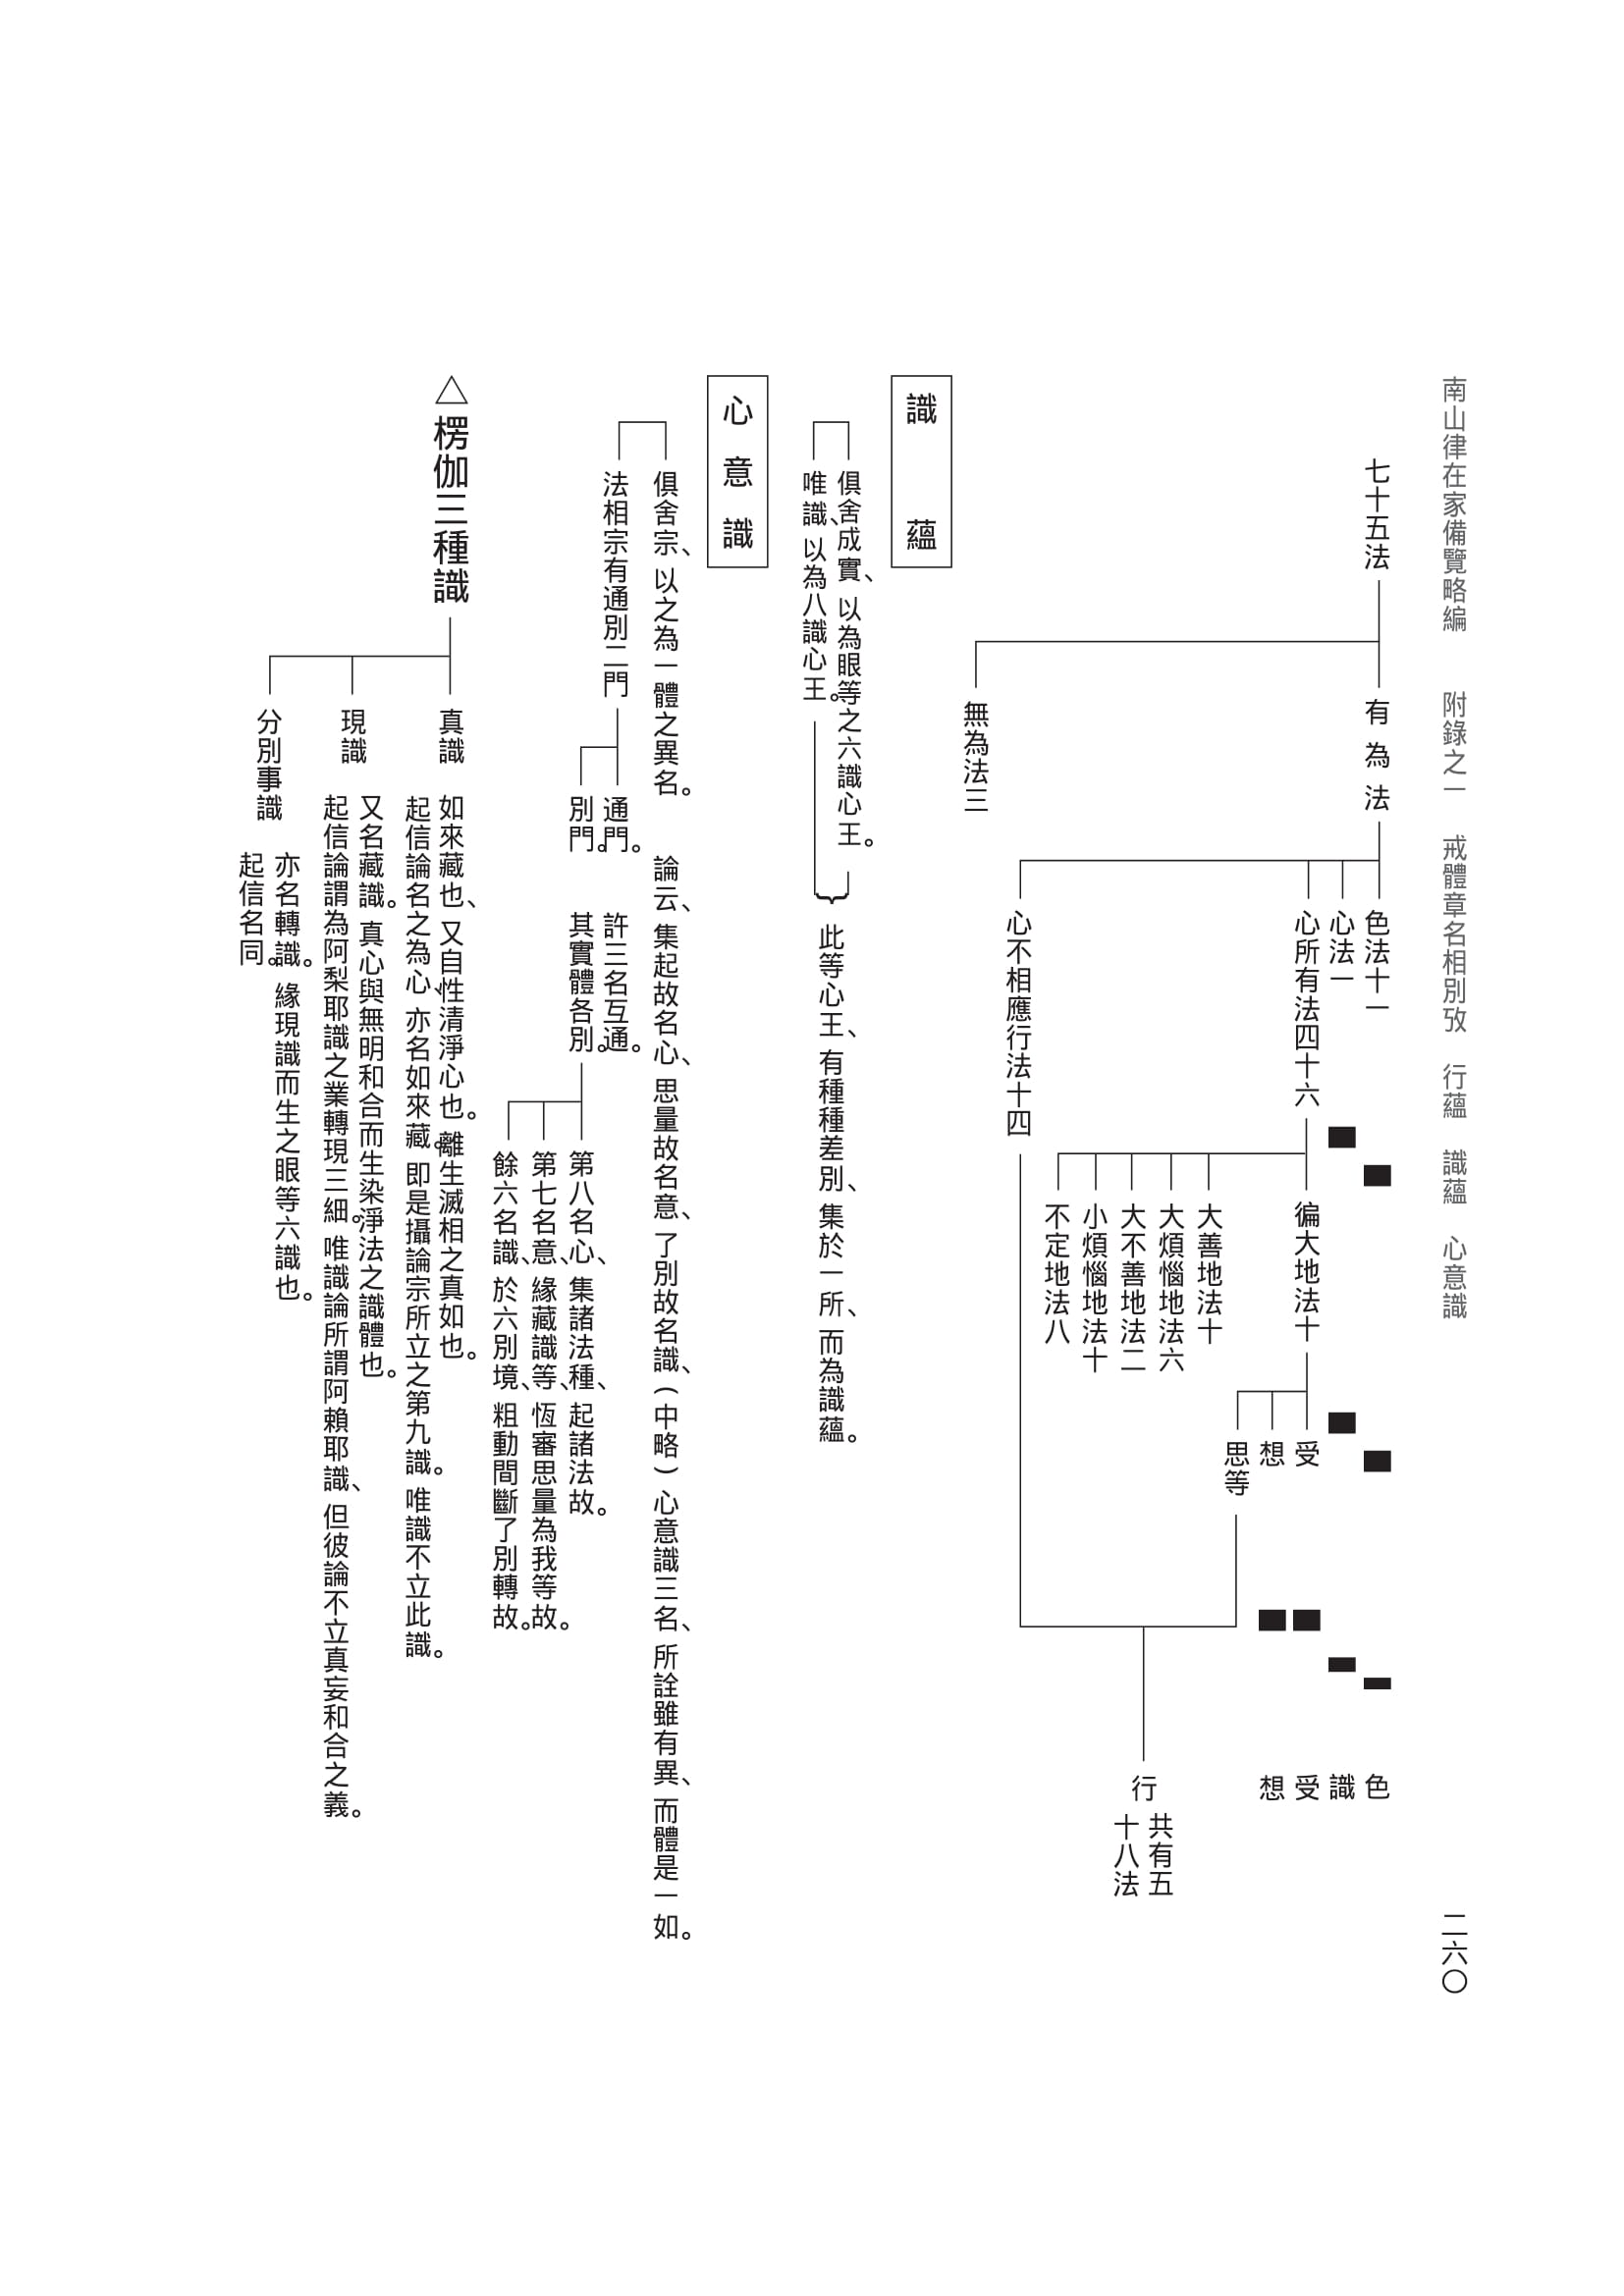 南山律在家備覽略編　附錄之一　戒體章名相別攷　行蘊　識蘊　心意識
二六〇
七十五法
有為法
色法十一
色
心法一
識
心所有法四十六
徧大地法十
受
受
想
想
思等
大善地法十
大煩惱地法六
大不善地法二
小煩惱地法十
不定地法八
心不相應行法十四
行
共有五
十八法
無為法三
識蘊
俱舍成實、以為眼等之六識心王。
唯識、以為八識心王。
此等心王、有種種差別、集於一所、而為識蘊。
心意識
俱舍宗、以之為一體之異名。
論云、集起故名心、思量故名意、了別故名識、(中略)心意識三名、所詮雖有異、而體是一如。
法相宗有通別二門
通門。
許三名互通。
別門。
其實體各別。
第八名心、集諸法種、起諸法故。
第七名意、緣藏識等、恆審思量為我等故。
餘六名識、於六別境、粗動間斷了別轉故。
△楞伽三種識
真識
如來藏也、又自性清淨心也。離生滅相之真如也。
起信論名之為心、亦名如來藏。即是攝論宗所立之第九識。唯識不立此識。
現識
又名藏識。真心與無明和合而生染淨法之識體也。
起信論謂為阿梨耶識之業轉現三細。唯識論所謂阿賴耶識、但彼論不立真妄和合之義。
分別事識
亦名轉識。緣現識而生之眼等六識也。
起信名同。